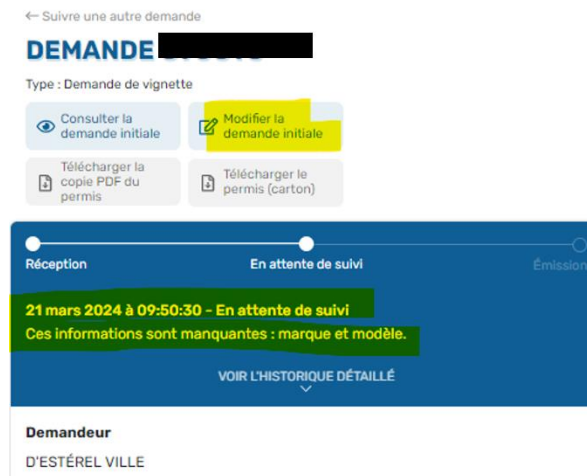 ← Suivre une autre demande
DEMANDE
Type : Demande de vignette
Consulter la
demande initiale
Modifier la
demande initiale
Télécharger la
copie PDF du
permis
Télécharger le
permis (carton)
Réception
En attente de suivi
Émission
21 mars 2024 à 09:50:30 - En attente de suivi
Ces informations sont manquantes : marque et modèle.
VOIR L'HISTORIQUE DÉTAILLÉ
Demandeur
D'ESTÉREL VILLE